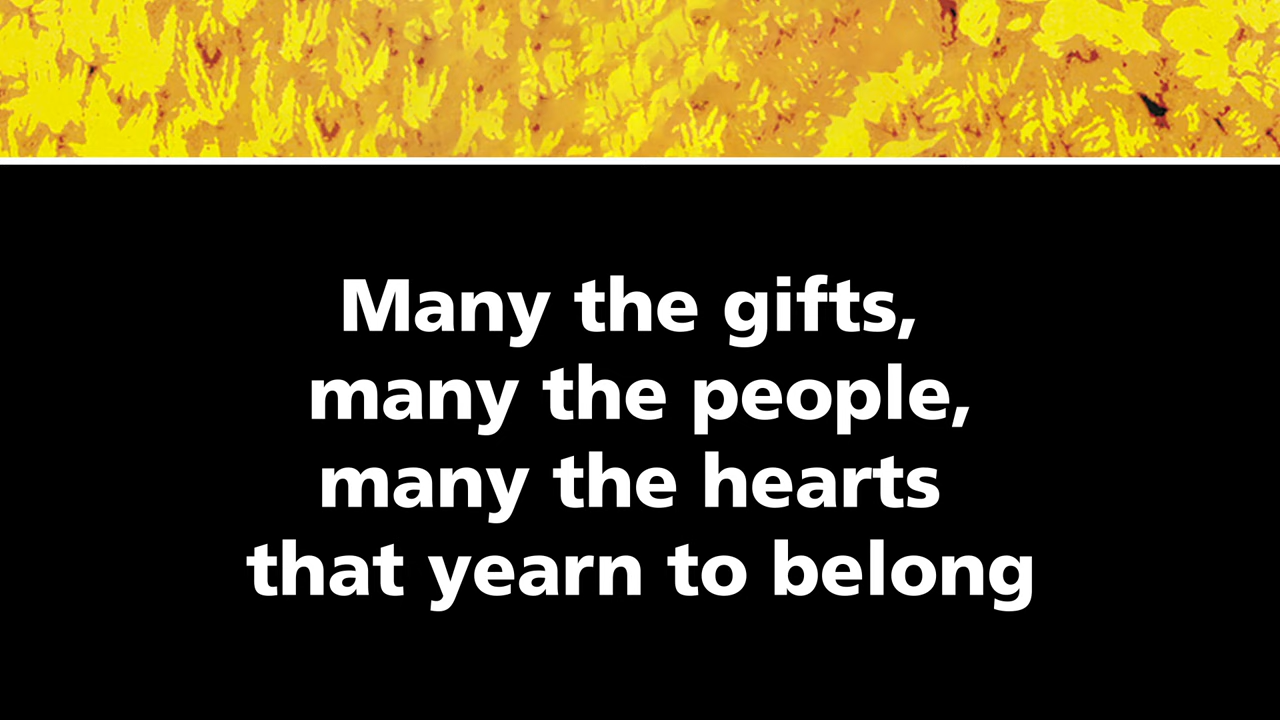 Many the gifts,
many the people,
many the hearts
that yearn to belong